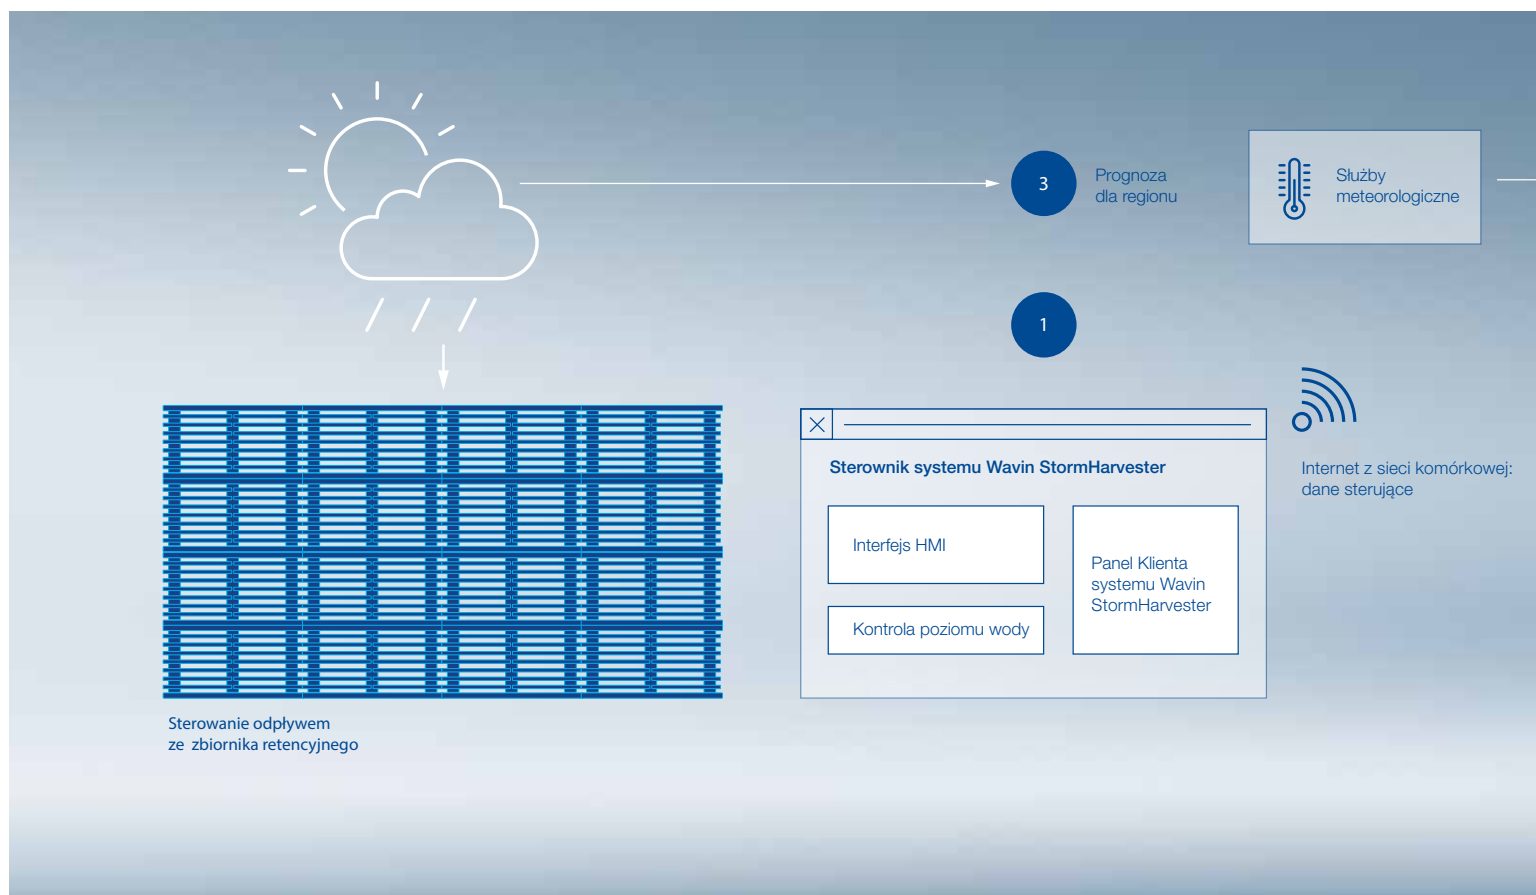 3
Prognoza
dla regionu
Służby
meteorologiczne
1
Sterownik systemu Wavin StormHarvester
Interfejs HMI
Kontrola poziomu wody
Panel Klienta
systemu Wavin
StormHarvester
Internet z sieci komórkowej:
dane sterujące
Sterowanie odpływem
ze zbiornika retencyjnego